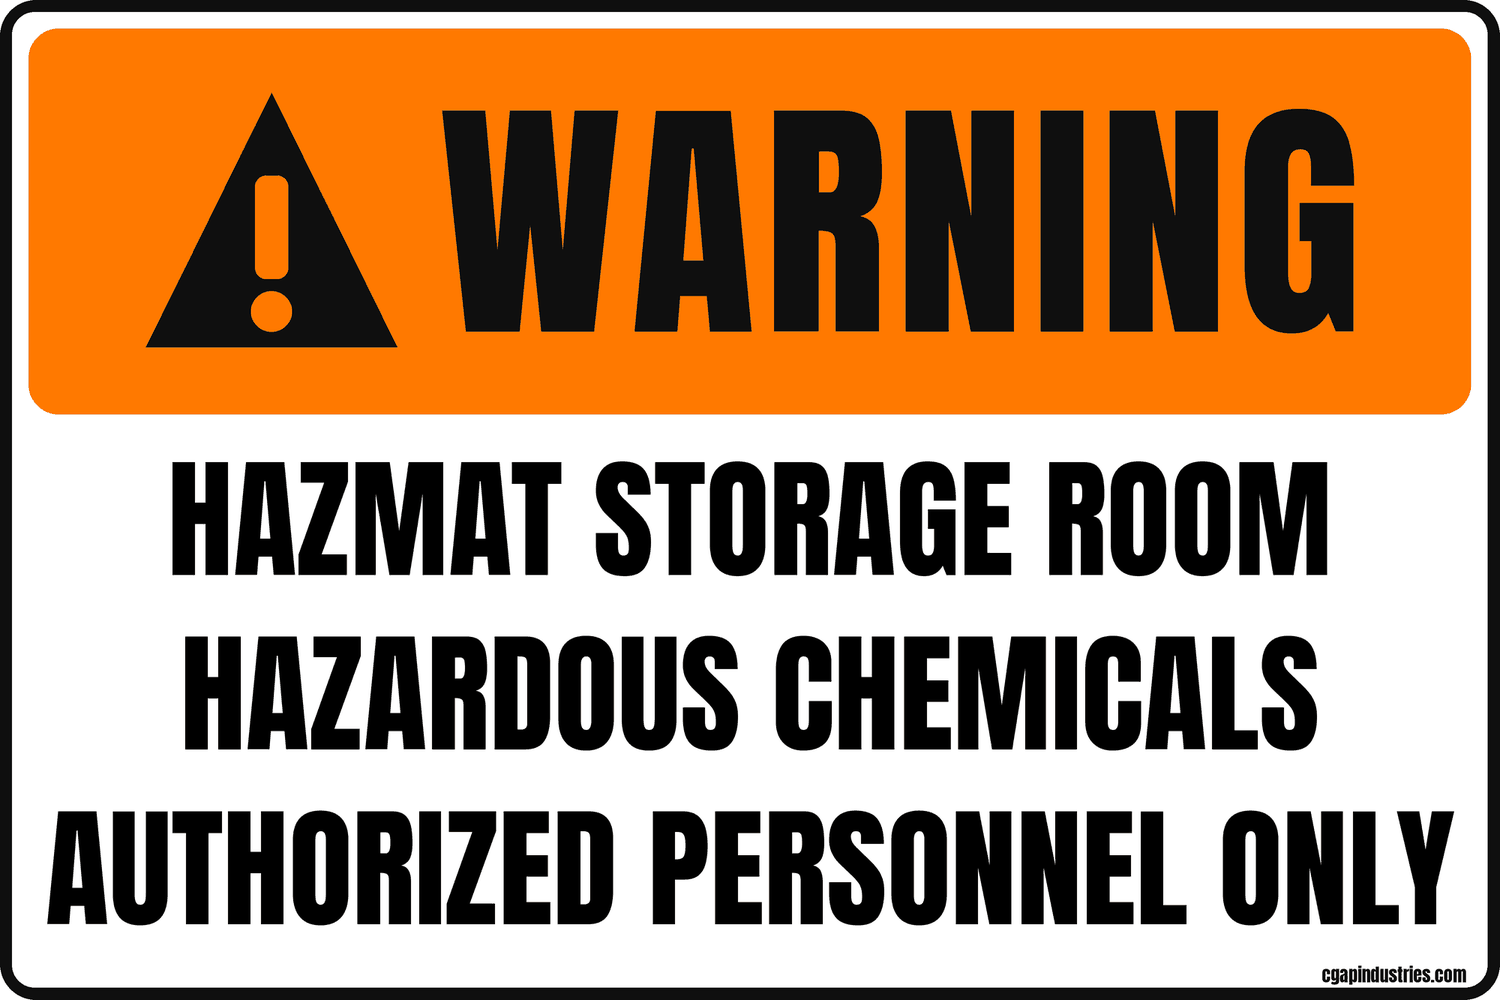 WARNING
HAZMAT STORAGE ROOM
HAZARDOUS CHEMICALS
AUTHORIZED PERSONNEL ONLY
cgapindustries.com